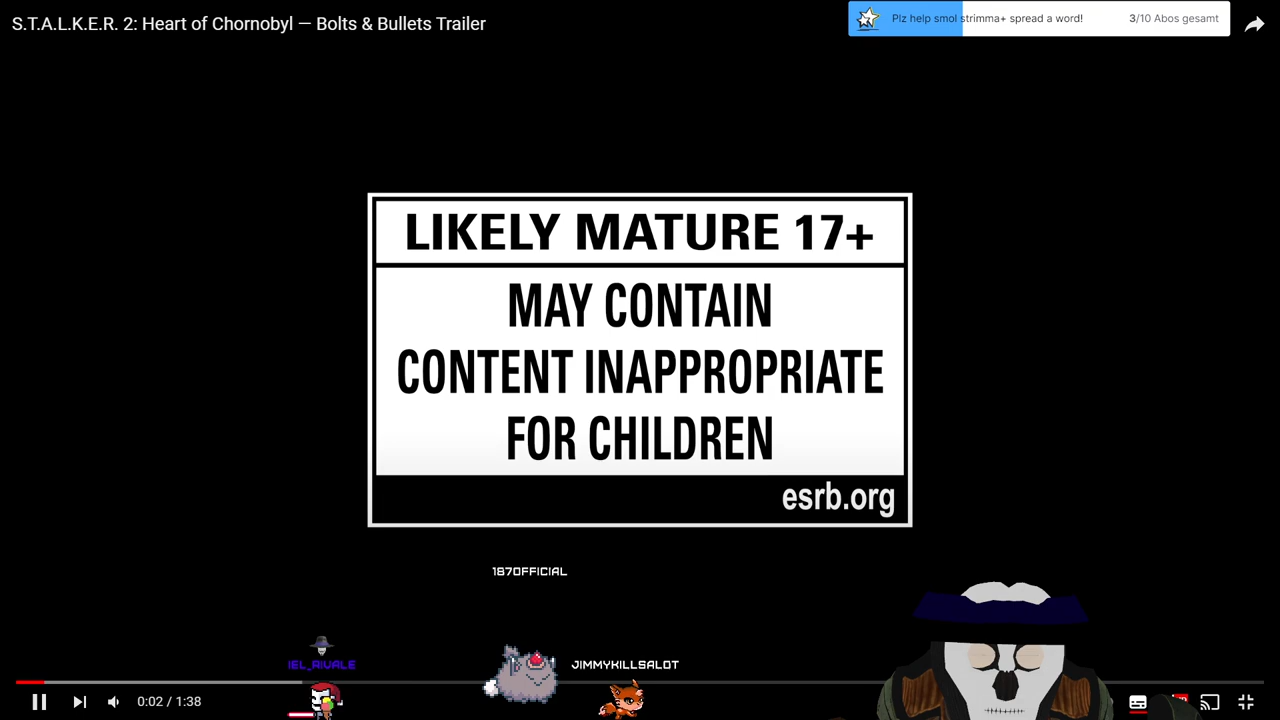 S.T.A.L.K.E.R. 2: Heart of Chornobyl — Bolts & Bullets Trailer
Plz help smol strimma+ spread a word!
3/10 Abos gesamt
LIKELY MATURE 17+
MAY CONTAIN
CONTENT INAPPROPRIATE
FOR CHILDREN
esrb.org
187OFFICIAL
IEL_RIVALE
JIMMYKILLSALOT
0:02 / 1:38